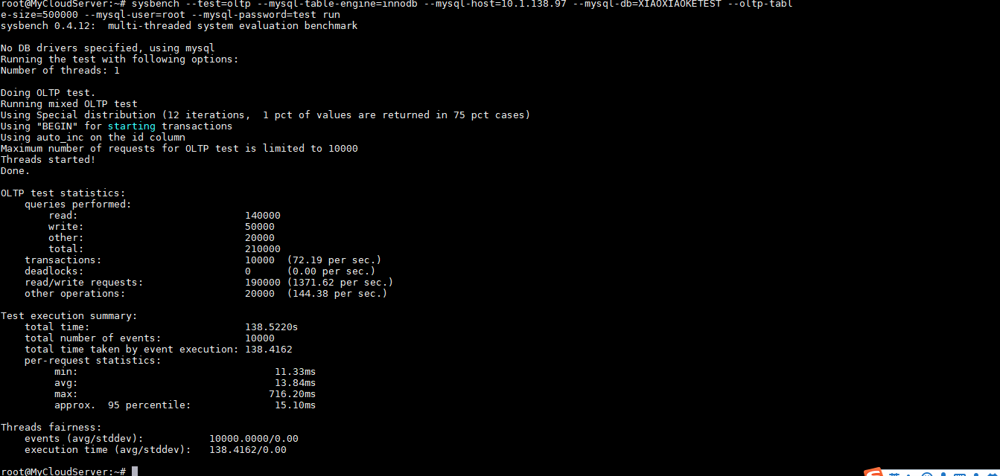 root@MyCloudServer:~# sysbench --test=oltp --mysql-table-engine=innodb --mysql-host=10.1.138.97 --mysql-db=XIAOXIAOKETEST --oltp-tabl
e-size=500000 --mysql-user=root --mysql-password=test run
sysbench 0.4.12:  multi-threaded system evaluation benchmark

No DB drivers specified, using mysql
Running the test with following options:
Number of threads: 1

Doing OLTP test.
Running mixed OLTP test
Using Special distribution (12 iterations,  1 pct of values are returned in 75 pct cases)
Using "BEGIN" for starting transactions
Using auto_inc on the id column
Maximum number of requests for OLTP test is limited to 10000
Threads started!
Done.

OLTP test statistics:
    queries performed:
        read:                            140000
        write:                           50000
        other:                           20000
        total:                           210000
    transactions:                        10000  (72.19 per sec.)
    deadlocks:                           0      (0.00 per sec.)
    read/write requests:                 190000 (1371.62 per sec.)
    other operations:                    20000  (144.38 per sec.)

Test execution summary:
    total time:                          138.5220s
    total number of events:              10000
    total time taken by event execution: 138.4162
    per-request statistics:
         min:                                 11.33ms
         avg:                                 13.84ms
         max:                                716.20ms
         approx.  95 percentile:              15.10ms

Threads fairness:
    events (avg/stddev):           10000.0000/0.00
    execution time (avg/stddev):   138.4162/0.00

root@MyCloudServer:~#